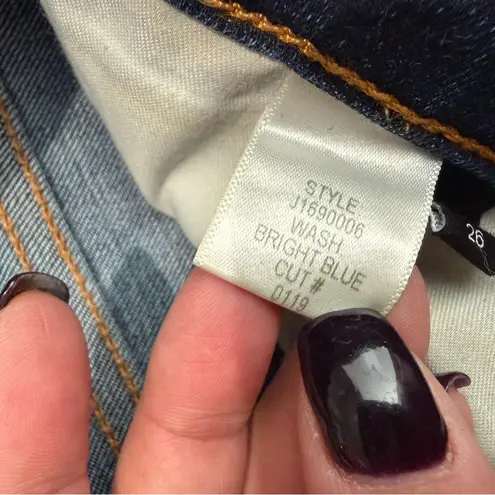 STYLE
J1690006
WASH
BRIGHT BLUE
CUT #
0119
26